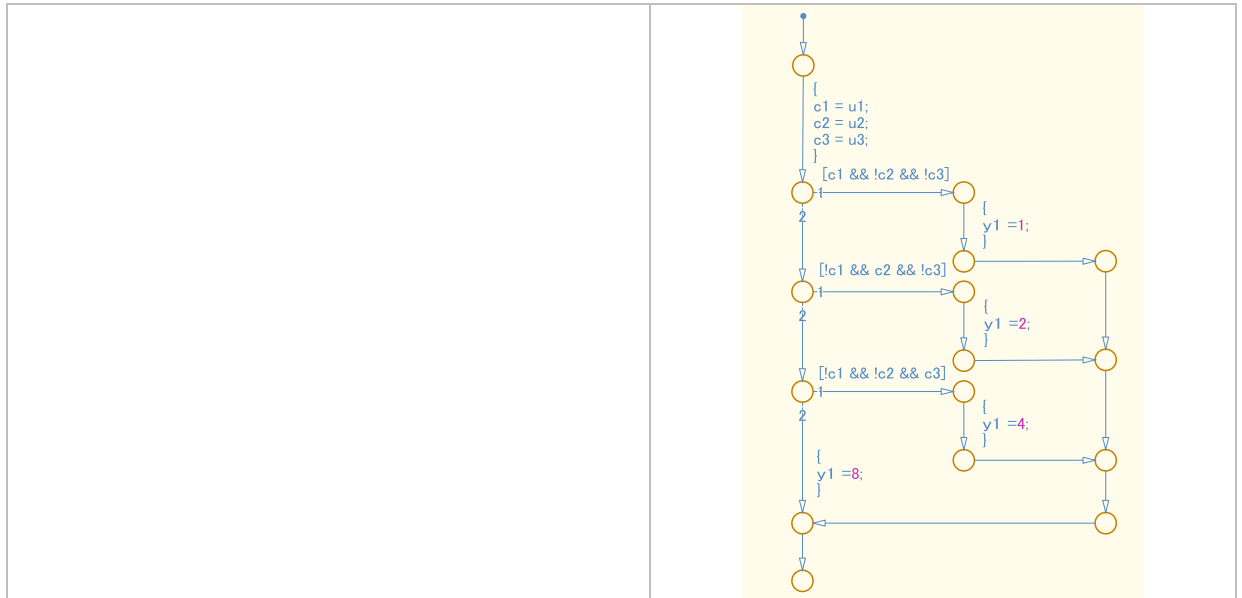 {
c1 = u1;
c2 = u2;
c3 = u3;
}
[c1 && !c2 && !c3]
1
2
{
y1 =1;
}
[!c1 && c2 && !c3]
1
2
{
y1 =2;
}
[!c1 && !c2 && c3]
1
2
{
y1 =4;
}
{
y1 =8;
}